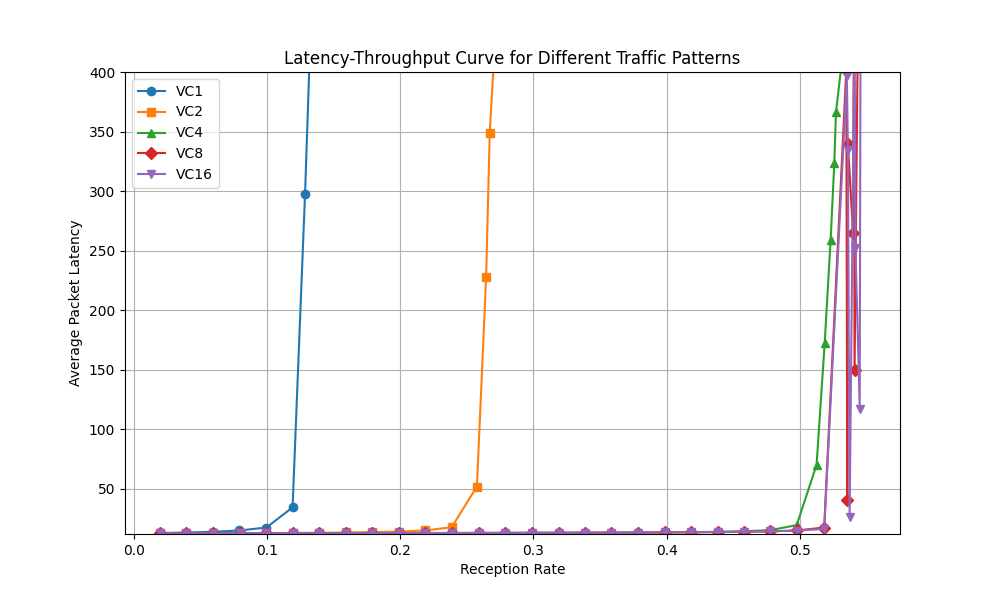 Latency-Throughput Curve for Different Traffic Patterns
400
350
300
250
200
150
100
50
Average Packet Latency
VC1
VC2
VC4
VC8
VC16
0.0
0.1
0.2
0.3
0.4
0.5
Reception Rate